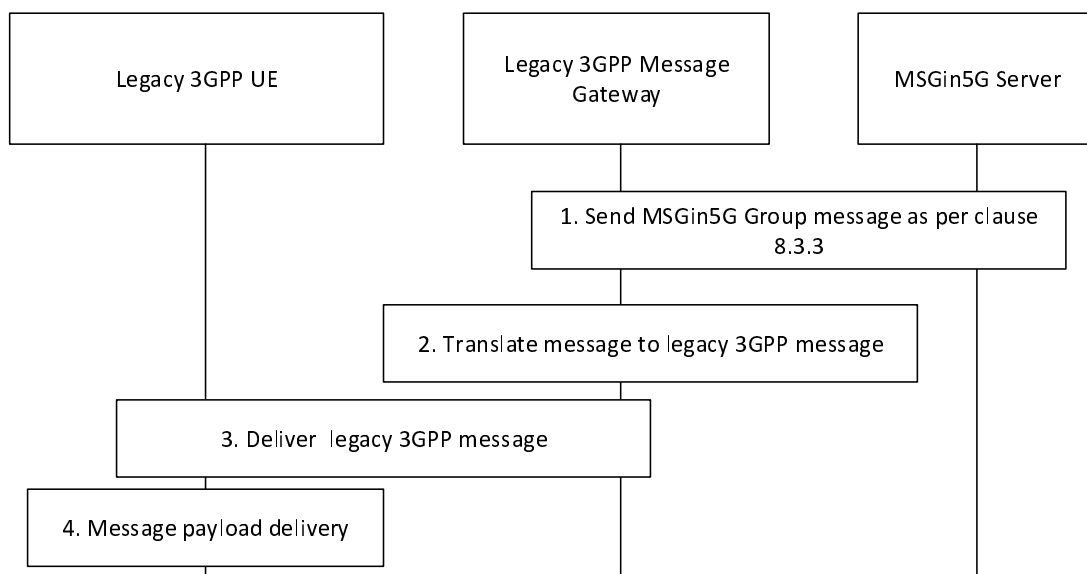 Legacy 3GPP UE
Legacy 3GPP Message
Gateway
MSGin5G Server
1. Send MSGin5G Group message as per clause
8.3.3
2. Translate message to legacy 3GPP message
3. Deliver legacy 3GPP message
4. Message payload delivery